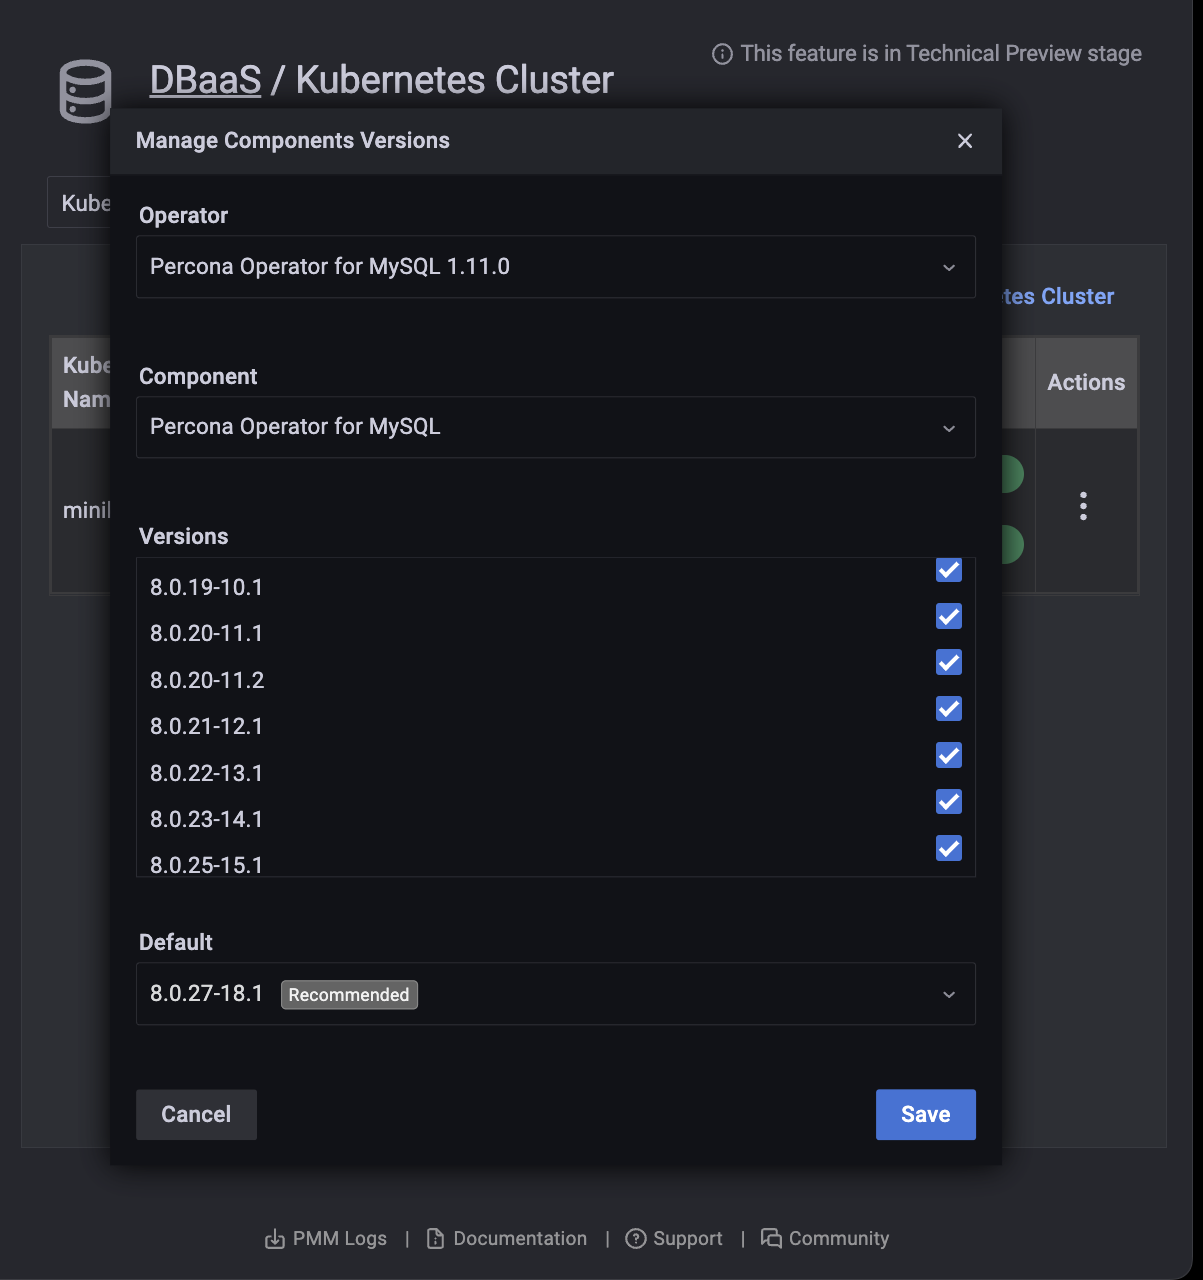 DBaaS / Kubernetes Cluster
This feature is in Technical Preview stage
Manage Components Versions
Kube
Operator
Percona Operator for MySQL 1.11.0
tes Cluster
Kube
Nam
Actions
Component
Percona Operator for MySQL
mini
Versions
8.0.19-10.1
8.0.20-11.1
8.0.20-11.2
8.0.21-12.1
8.0.22-13.1
8.0.23-14.1
8.0.25-15.1
Default
8.0.27-18.1 Recommended
Cancel
Save
PMM Logs | Documentation | Support | Community